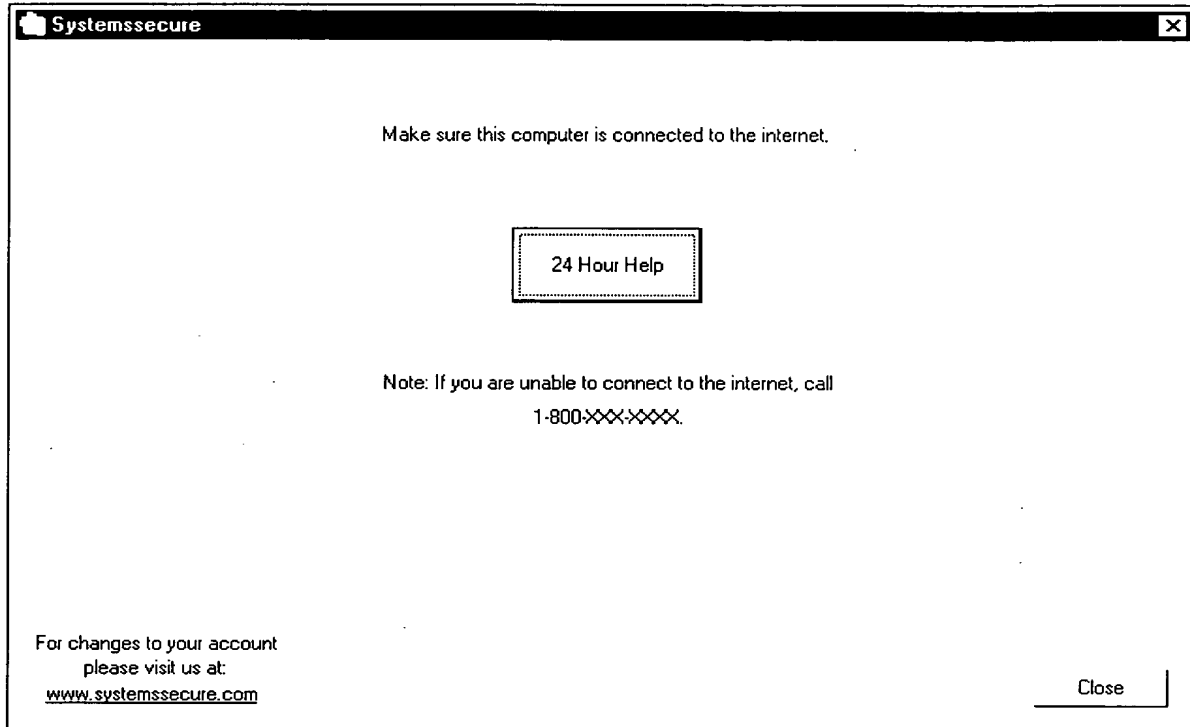 Systemssecure
Make sure this computer is connected to the internet.
24 Hour Help
Note: If you are unable to connect to the internet, call
1-800-XXX-XXXX.
For changes to your account
please visit us at:
www.systemssecure.com
Close